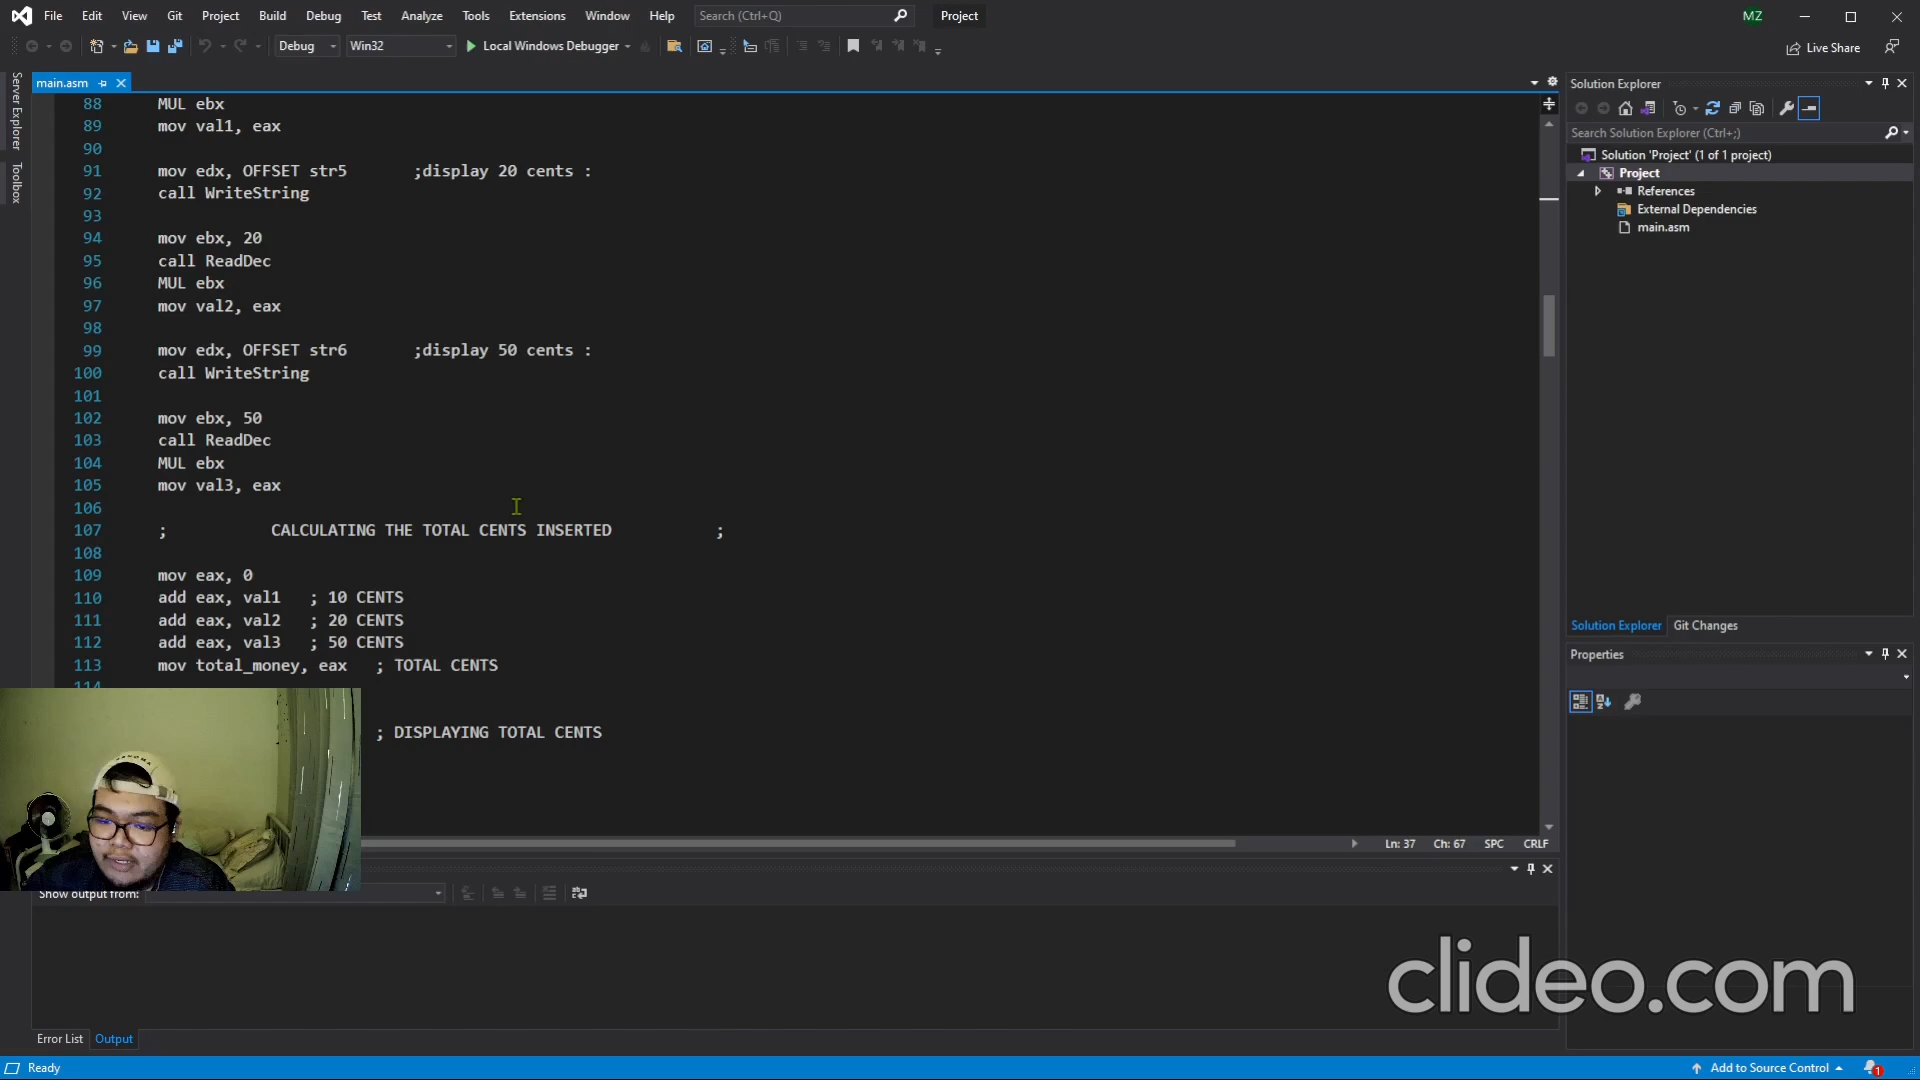 File Edit View Git Project Build Debug Test Analyze Tools Extensions Window Help Search (Ctrl+Q) Project MZ
Debug Win32 Local Windows Debugger Live Share
Server Explorer
Toolbox
main.asm
88 MUL ebx
89 mov val1, eax
90
91 mov edx, OFFSET str5 ;display 20 cents :
92 call WriteString
93
94 mov ebx, 20
95 call ReadDec
96 MUL ebx
97 mov val2, eax
98
99 mov edx, OFFSET str6 ;display 50 cents :
100 call WriteString
101
102 mov ebx, 50
103 call ReadDec
104 MUL ebx
105 mov val3, eax
106
107 ; CALCULATING THE TOTAL CENTS INSERTED ;
108
109 mov eax, 0
110 add eax, val1 ; 10 CENTS
111 add eax, val2 ; 20 CENTS
112 add eax, val3 ; 50 CENTS
113 mov total_money, eax ; TOTAL CENTS
; DISPLAYING TOTAL CENTS
Ln: 37 Ch: 67 SPC CRLF
Show output from:
Error List Output
Solution Explorer
Search Solution Explorer (Ctrl+;)
Solution 'Project' (1 of 1 project)
Project
References
External Dependencies
main.asm
Solution Explorer Git Changes
Properties
clideo.com
Ready Add to Source Control 1